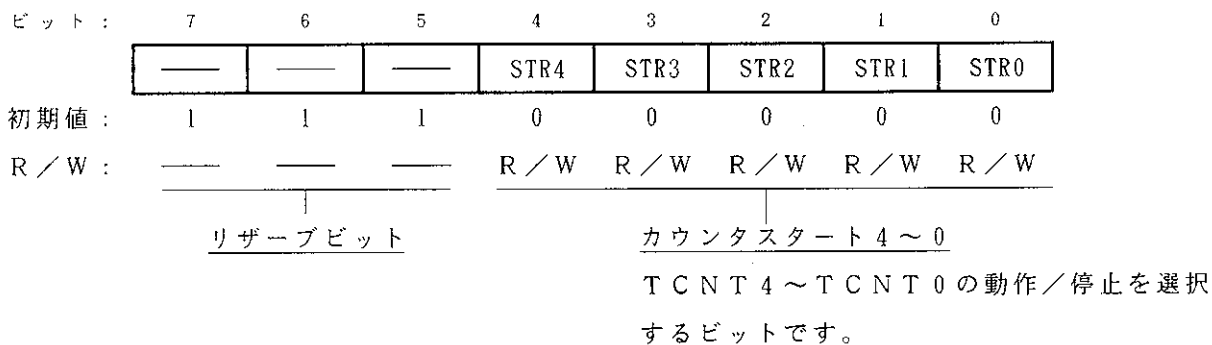 ビット： 7 6 5 4 3 2 1 0
— — — STR4 STR3 STR2 STR1 STR0
初期値： 1 1 1 0 0 0 0 0
R／W： — — — R／W R／W R／W R／W R／W
リザーブビット
カウンタスタート4～0
TCNT4～TCNT0の動作／停止を選択
するビットです。